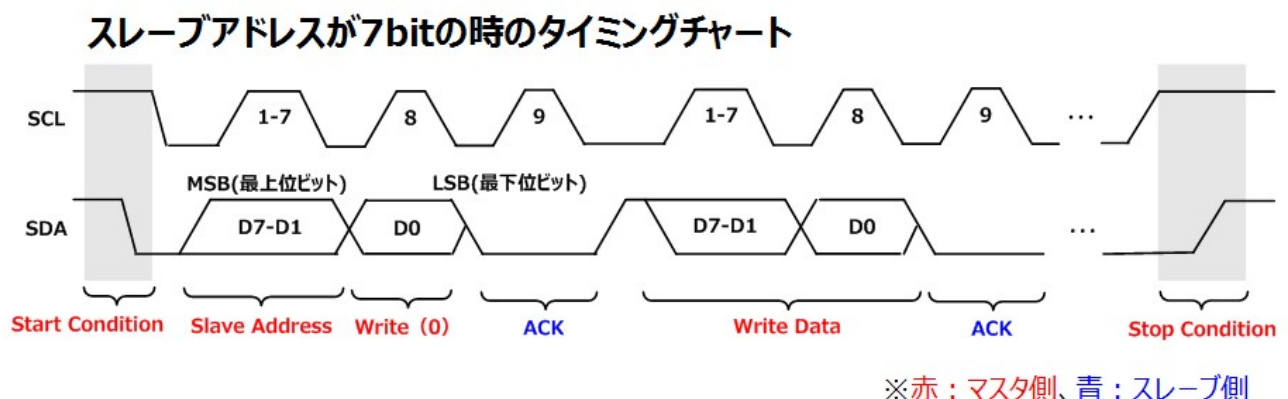 スレーブアドレスが7bitの時のタイミングチャート
SCL 1-7 8 9 1-7 8 9 ...
MSB(最上位ビット) LSB(最下位ビット)
SDA D7-D1 D0 D7-D1 D0 ...
Start Condition Slave Address Write（0） ACK Write Data ACK Stop Condition
※赤：マスタ側、青：スレーブ側